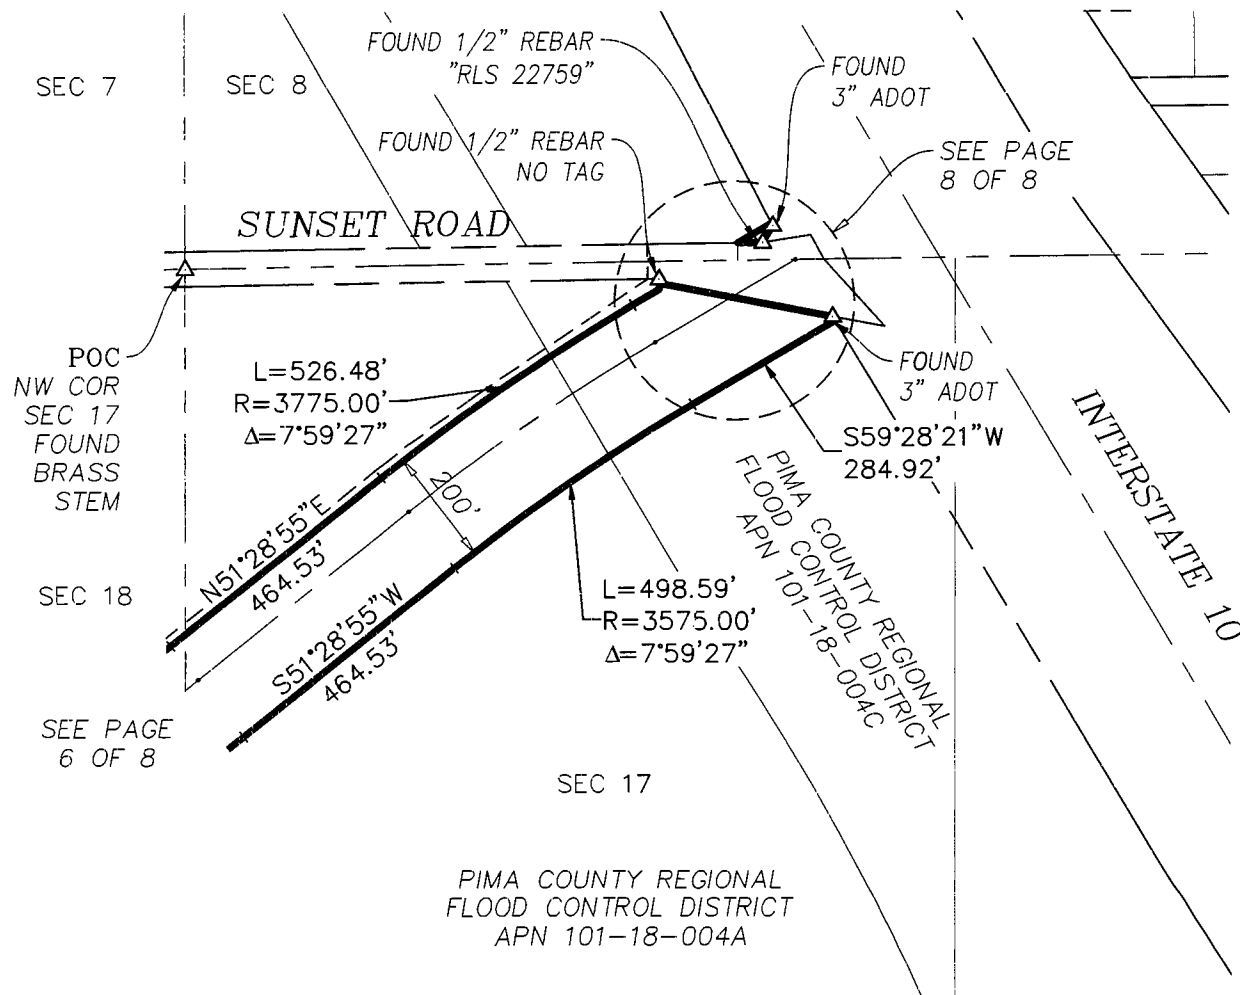 SEC 7
SEC 8
FOUND 1/2" REBAR
"RLS 22759"
FOUND
3" ADOT
FOUND 1/2" REBAR
NO TAG
SEE PAGE
8 OF 8
SUNSET ROAD
POC
NW COR
SEC 17
FOUND
BRASS
STEM
L=526.48'
R=3775.00'
Δ=7°59'27"
FOUND
3" ADOT
S59°28'21"W
284.92'
INTERSTATE 10
200'
N51°28'55"E
464.53'
S51°28'55"W
464.53'
SEC 18
L=498.59'
R=3575.00'
Δ=7°59'27"
PIMA COUNTY REGIONAL
FLOOD CONTROL DISTRICT
APN 101-18-004C
SEE PAGE
6 OF 8
SEC 17
PIMA COUNTY REGIONAL
FLOOD CONTROL DISTRICT
APN 101-18-004A